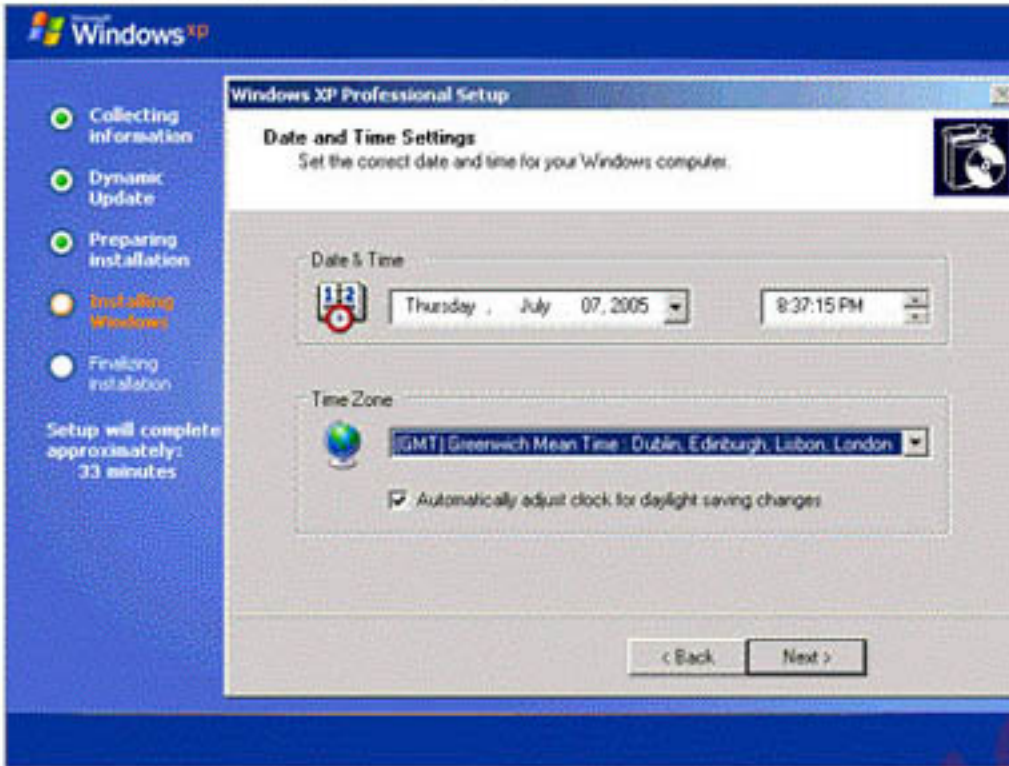 Microsoft
Windows xp
Collecting
information
Dynamic
Update
Preparing
installation
Installing
Windows
Finalizing
installation
Setup will complete
approximately:
33 minutes
Windows XP Professional Setup
Date and Time Settings
Set the correct date and time for your Windows computer.
Date & Time
12
Thursday , July 07, 2005
8:37:15 PM
Time Zone
(GMT) Greenwich Mean Time : Dublin, Edinburgh, Lisbon, London
Automatically adjust clock for daylight saving changes
< Back
Next >